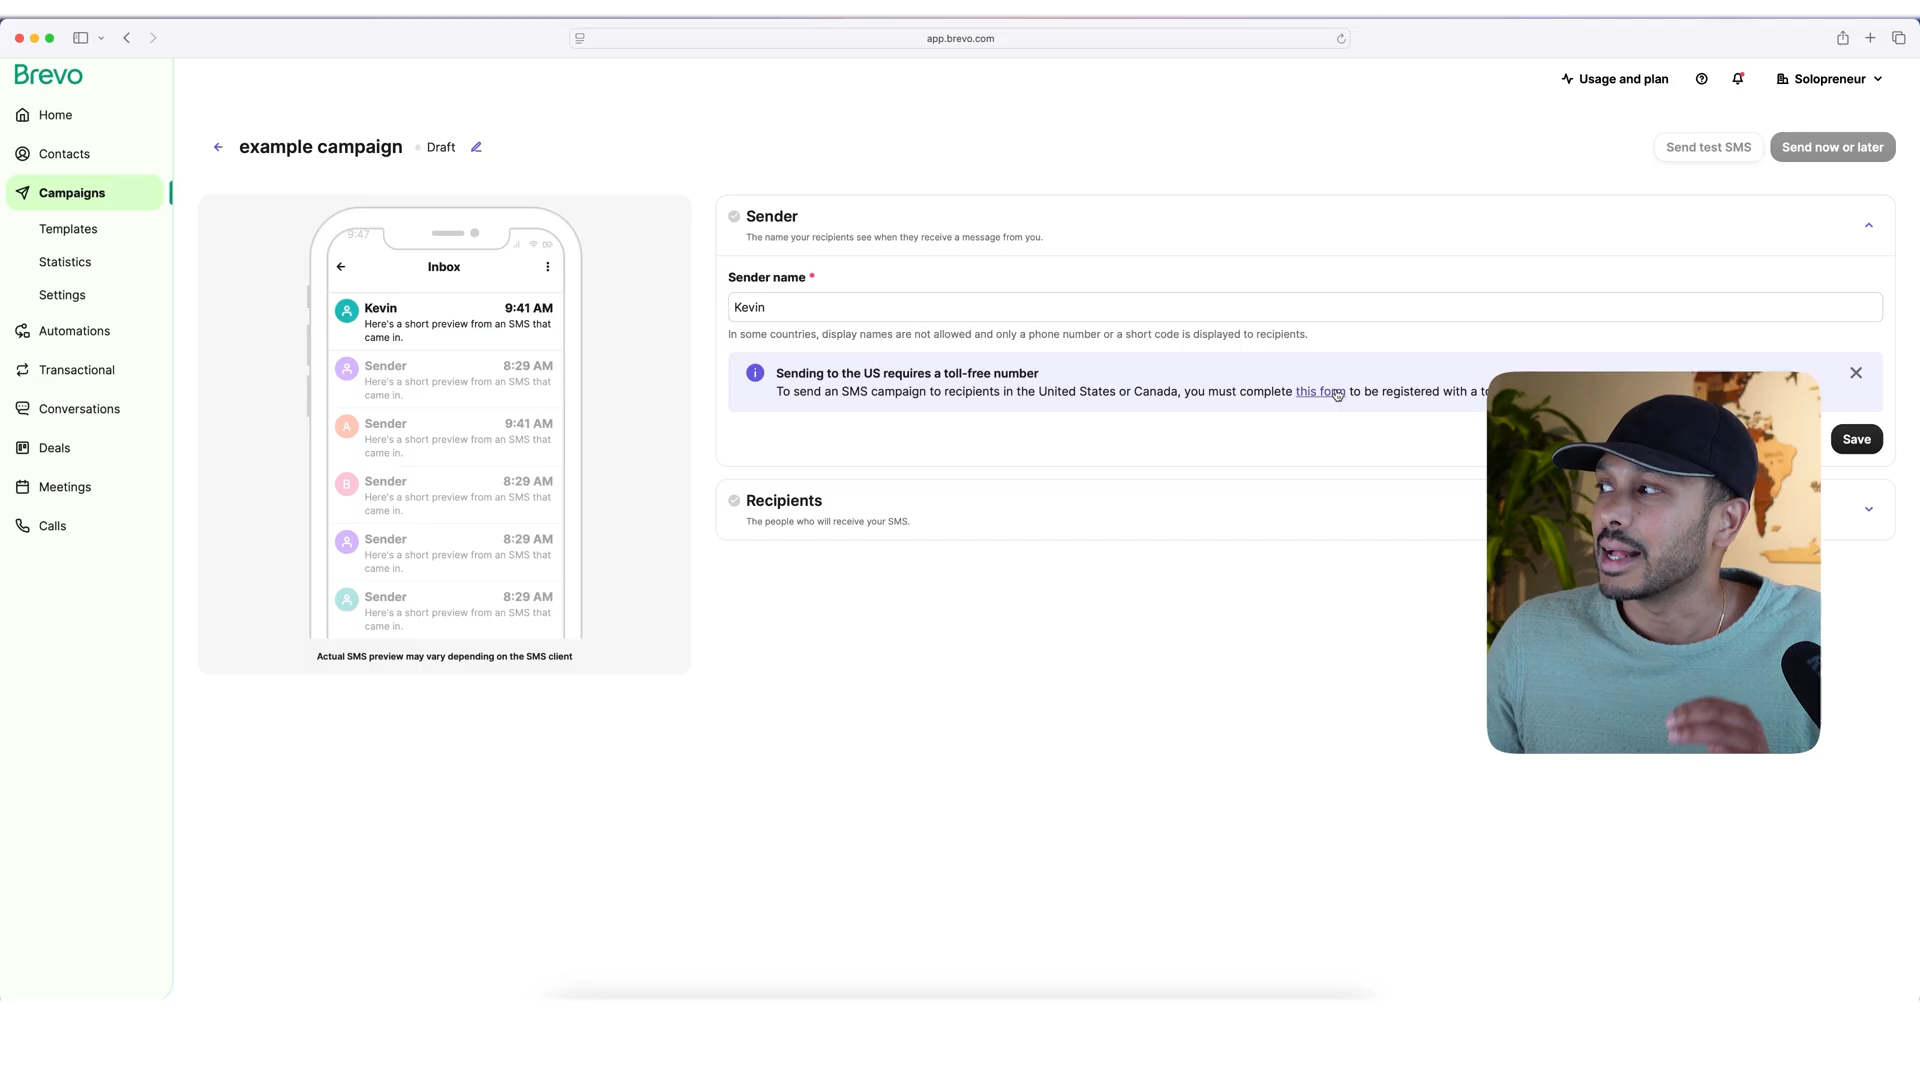 app.brevo.com
Brevo
Usage and plan
Solopreneur
Home
Contacts
Campaigns
Templates
Statistics
Settings
Automations
Transactional
Conversations
Deals
Meetings
Calls
example campaign
Draft
Send test SMS
Send now or later
9:47
Inbox
Kevin 9:41 AM
Here's a short preview from an SMS that
came in.
Sender 8:29 AM
Here's a short preview from an SMS that
came in.
A
Sender 9:41 AM
Here's a short preview from an SMS that
came in.
B
Sender 8:29 AM
Here's a short preview from an SMS that
came in.
Sender 8:29 AM
Here's a short preview from an SMS that
came in.
Sender 8:29 AM
Here's a short preview from an SMS that
came in.
Actual SMS preview may vary depending on the SMS client
Sender
The name your recipients see when they receive a message from you.
Sender name *
Kevin
In some countries, display names are not allowed and only a phone number or a short code is displayed to recipients.
Sending to the US requires a toll-free number
To send an SMS campaign to recipients in the United States or Canada, you must complete this form to be registered with a
Save
Recipients
The people who will receive your SMS.